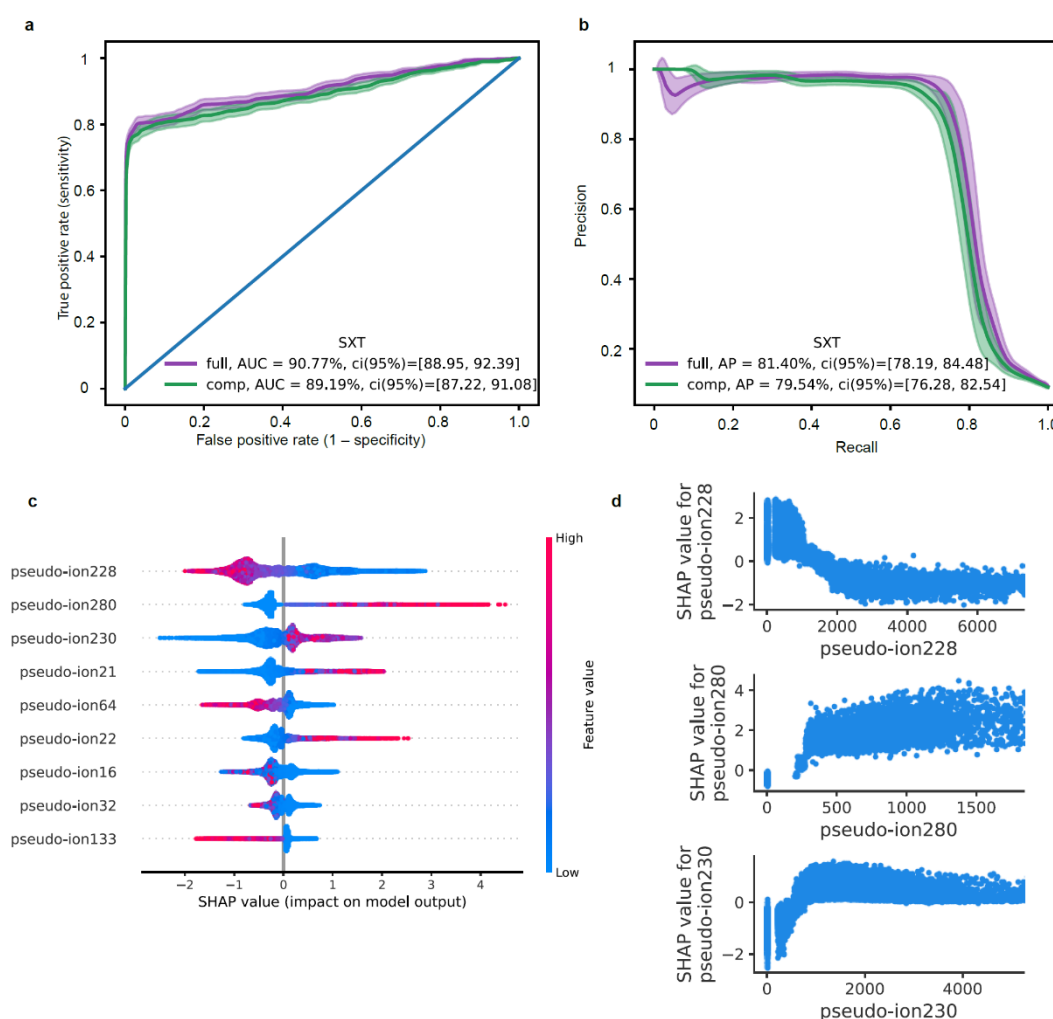 a
1
0.8
0.6
0.4
0.2
0
True positive rate (sensitivity)
SXT
full, AUC = 90.77%, ci(95%)=[88.95, 92.39]
comp, AUC = 89.19%, ci(95%)=[87.22, 91.08]
0 0.2 0.4 0.6 0.8 1.0
False positive rate (1 – specificity)
b
1
0.8
0.6
0.4
0.2
Precision
SXT
full, AP = 81.40%, ci(95%)=[78.19, 84.48]
comp, AP = 79.54%, ci(95%)=[76.28, 82.54]
0 0.2 0.4 0.6 0.8 1.0
Recall
c
pseudo-ion228
pseudo-ion280
pseudo-ion230
pseudo-ion21
pseudo-ion64
pseudo-ion22
pseudo-ion16
pseudo-ion32
pseudo-ion133
−2 −1 0 1 2 3 4
SHAP value (impact on model output)
High
Feature value
Low
d
SHAP value for
pseudo-ion228
2
0
−2
0 2000 4000 6000
pseudo-ion228
SHAP value for
pseudo-ion280
4
2
0
0 500 1000 1500
pseudo-ion280
SHAP value for
pseudo-ion230
0
−2
0 2000 4000
pseudo-ion230